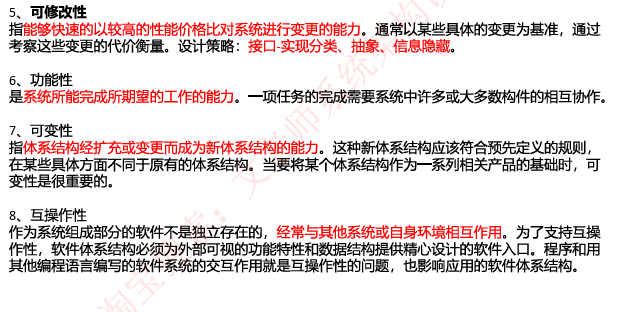 5、可修改性
指能够快速的以较高的性能价格比对系统进行变更的能力。通常以某些具体的变更为基准，通过
考察这些变更的代价衡量。设计策略：接口-实现分类、抽象、信息隐藏。
6、功能性
是系统所能完成所期望的工作的能力。一项任务的完成需要系统中许多或大多数构件的相互协作。
7、可变性
指体系结构经扩充或变更而成为新体系结构的能力。这种新体系结构应该符合预先定义的规则，
在某些具体方面不同于原有的体系结构。当要将某个体系结构作为一系列相关产品的基础时，可
变性是很重要的。
8、互操作性
作为系统组成部分的软件不是独立存在的，经常与其他系统或自身环境相互作用。为了支持互操
作性，软件体系结构必须为外部可视的功能特性和数据结构提供精心设计的软件入口。程序和用
其他编程语言编写的软件系统的交互作用就是互操作性的问题，也影响应用的软件体系结构。